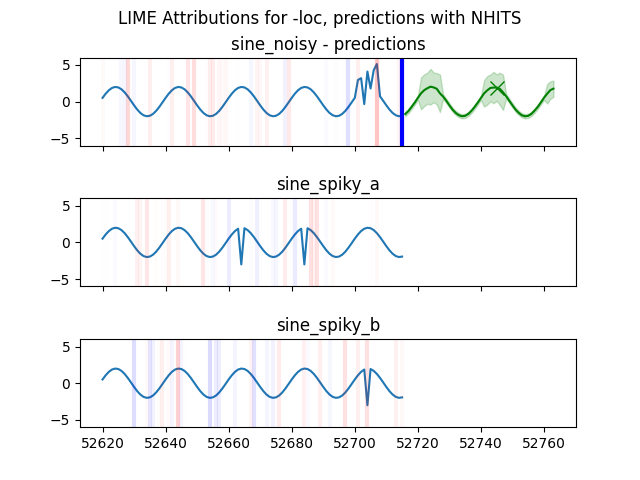 LIME Attributions for -loc, predictions with NHITS
sine_noisy - predictions
5
0
−5
sine_spiky_a
5
0
−5
sine_spiky_b
5
0
−5
52620 52640 52660 52680 52700 52720 52740 52760